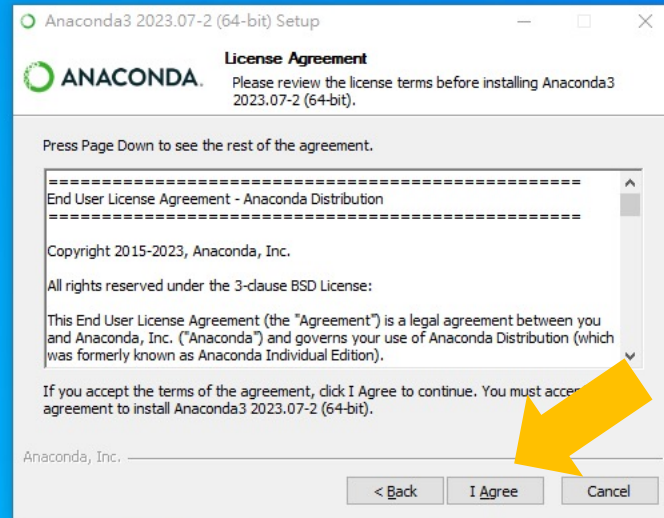 Anaconda3 2023.07-2 (64-bit) Setup
ANACONDA.
License Agreement
Please review the license terms before installing Anaconda3
2023.07-2 (64-bit).
Press Page Down to see the rest of the agreement.
====================================================
End User License Agreement - Anaconda Distribution
====================================================
Copyright 2015-2023, Anaconda, Inc.
All rights reserved under the 3-clause BSD License:
This End User License Agreement (the "Agreement") is a legal agreement between you
and Anaconda, Inc. ("Anaconda") and governs your use of Anaconda Distribution (which
was formerly known as Anaconda Individual Edition).
If you accept the terms of the agreement, click I Agree to continue. You must
agreement to install Anaconda3 2023.07-2 (64-bit).
Anaconda, Inc.
< Back
I Agree
Cancel